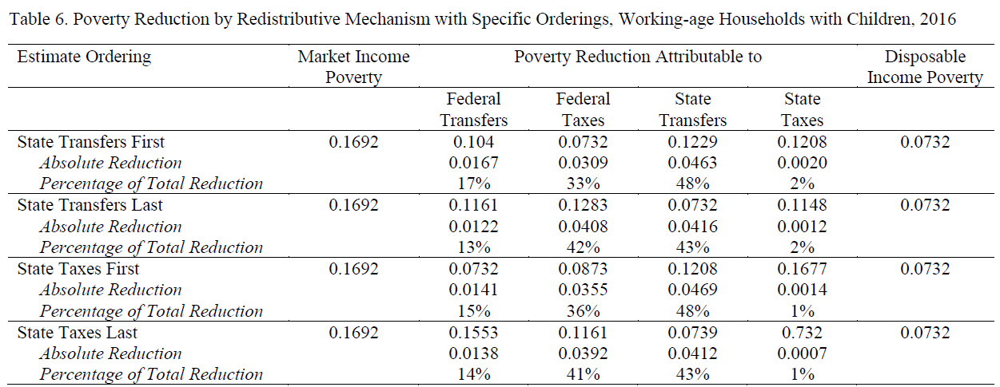 Table 6. Poverty Reduction by Redistributive Mechanism with Specific Orderings, Working-age Households with Children, 2016
Estimate Ordering Market Income Poverty Reduction Attributable to Disposable
Poverty Income Poverty
Federal Federal State State
Transfers Taxes Transfers Taxes
State Transfers First 0.1692 0.104 0.0732 0.1229 0.1208 0.0732
Absolute Reduction 0.0167 0.0309 0.0463 0.0020
Percentage of Total Reduction 17% 33% 48% 2%
State Transfers Last 0.1692 0.1161 0.1283 0.0732 0.1148 0.0732
Absolute Reduction 0.0122 0.0408 0.0416 0.0012
Percentage of Total Reduction 13% 42% 43% 2%
State Taxes First 0.1692 0.0732 0.0873 0.1208 0.1677 0.0732
Absolute Reduction 0.0141 0.0355 0.0469 0.0014
Percentage of Total Reduction 15% 36% 48% 1%
State Taxes Last 0.1692 0.1553 0.1161 0.0739 0.732 0.0732
Absolute Reduction 0.0138 0.0392 0.0412 0.0007
Percentage of Total Reduction 14% 41% 43% 1%